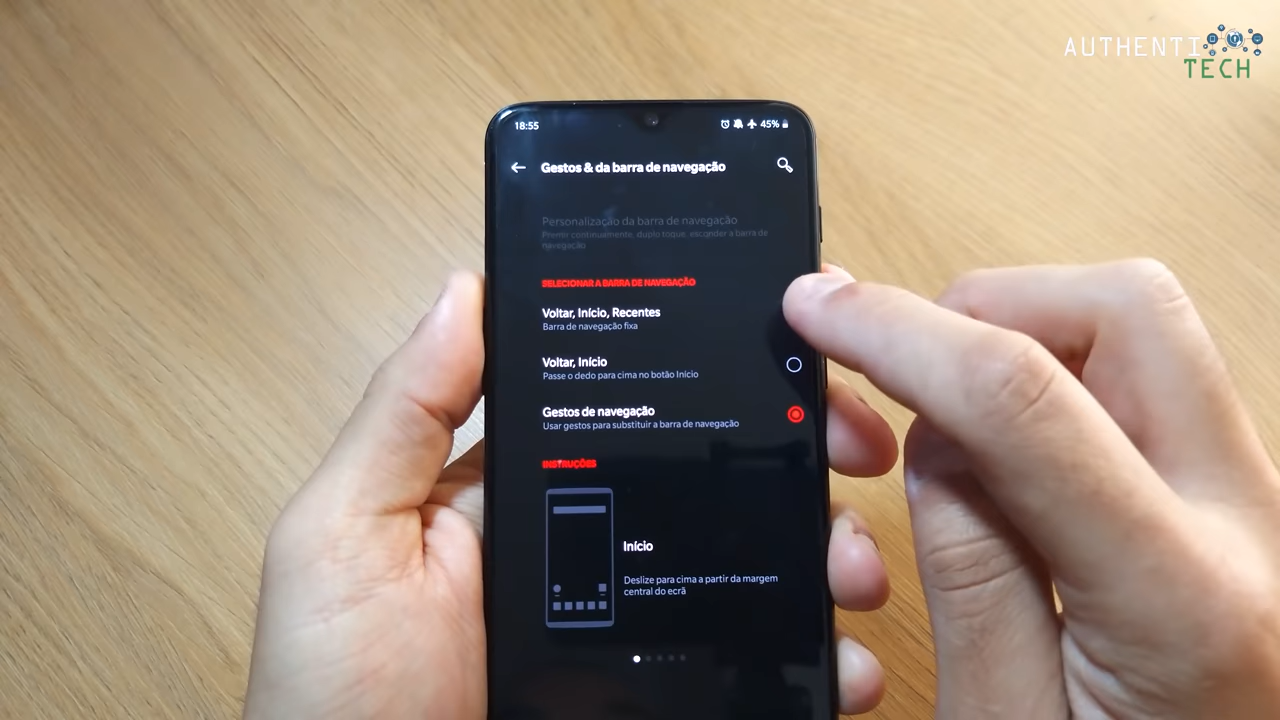 AUTHENTI
TECH
18:55
45%
Gestos & da barra de navegação
Personalização da barra de navegação
Premir continuamente, duplo toque, esconder a barra de
navegação
SELECIONAR A BARRA DE NAVEGAÇÃO
Voltar, Início, Recentes
Barra de navegação fixa
Voltar, Início
Passe o dedo para cima no botão Início
Gestos de navegação
Usar gestos para substituir a barra de navegação
INSTRUÇÕES
Início
Deslize para cima a partir da margem
central do ecrã